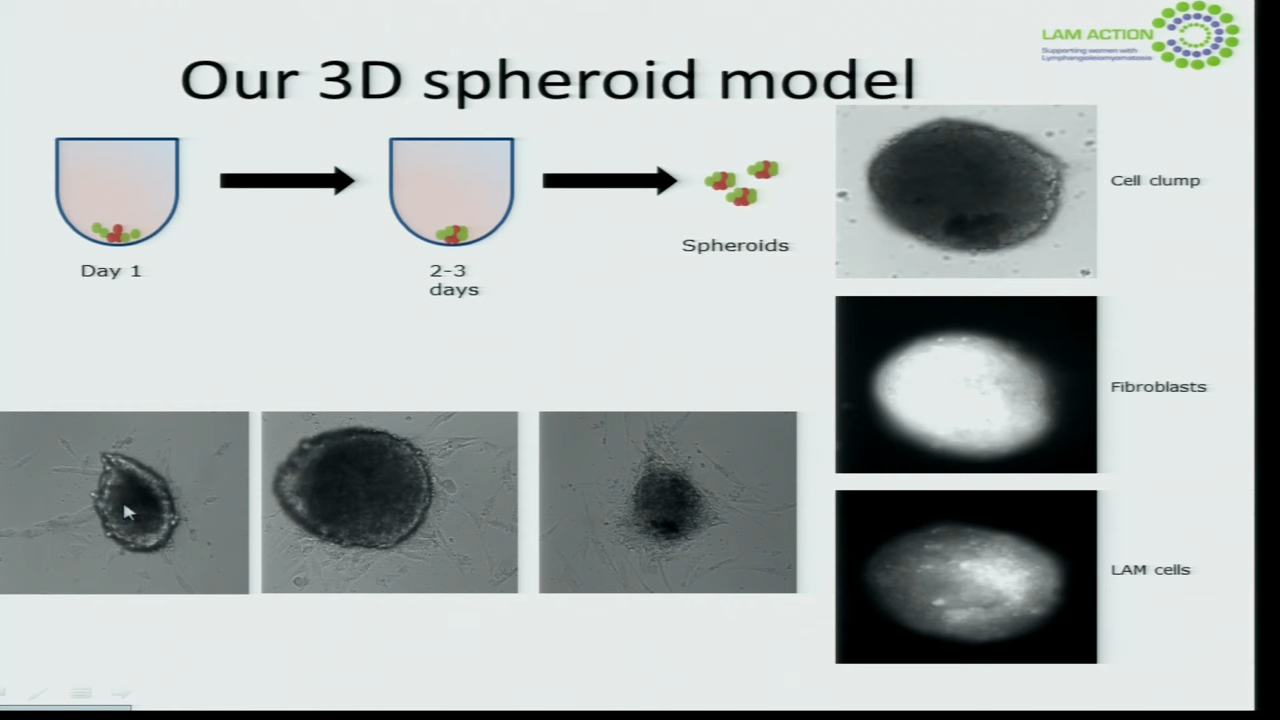 LAM ACTION
Supporting women with
Lymphangioleiomyomatosis
Our 3D spheroid model
Day 1
2-3
days
Spheroids
Cell clump
Fibroblasts
LAM cells